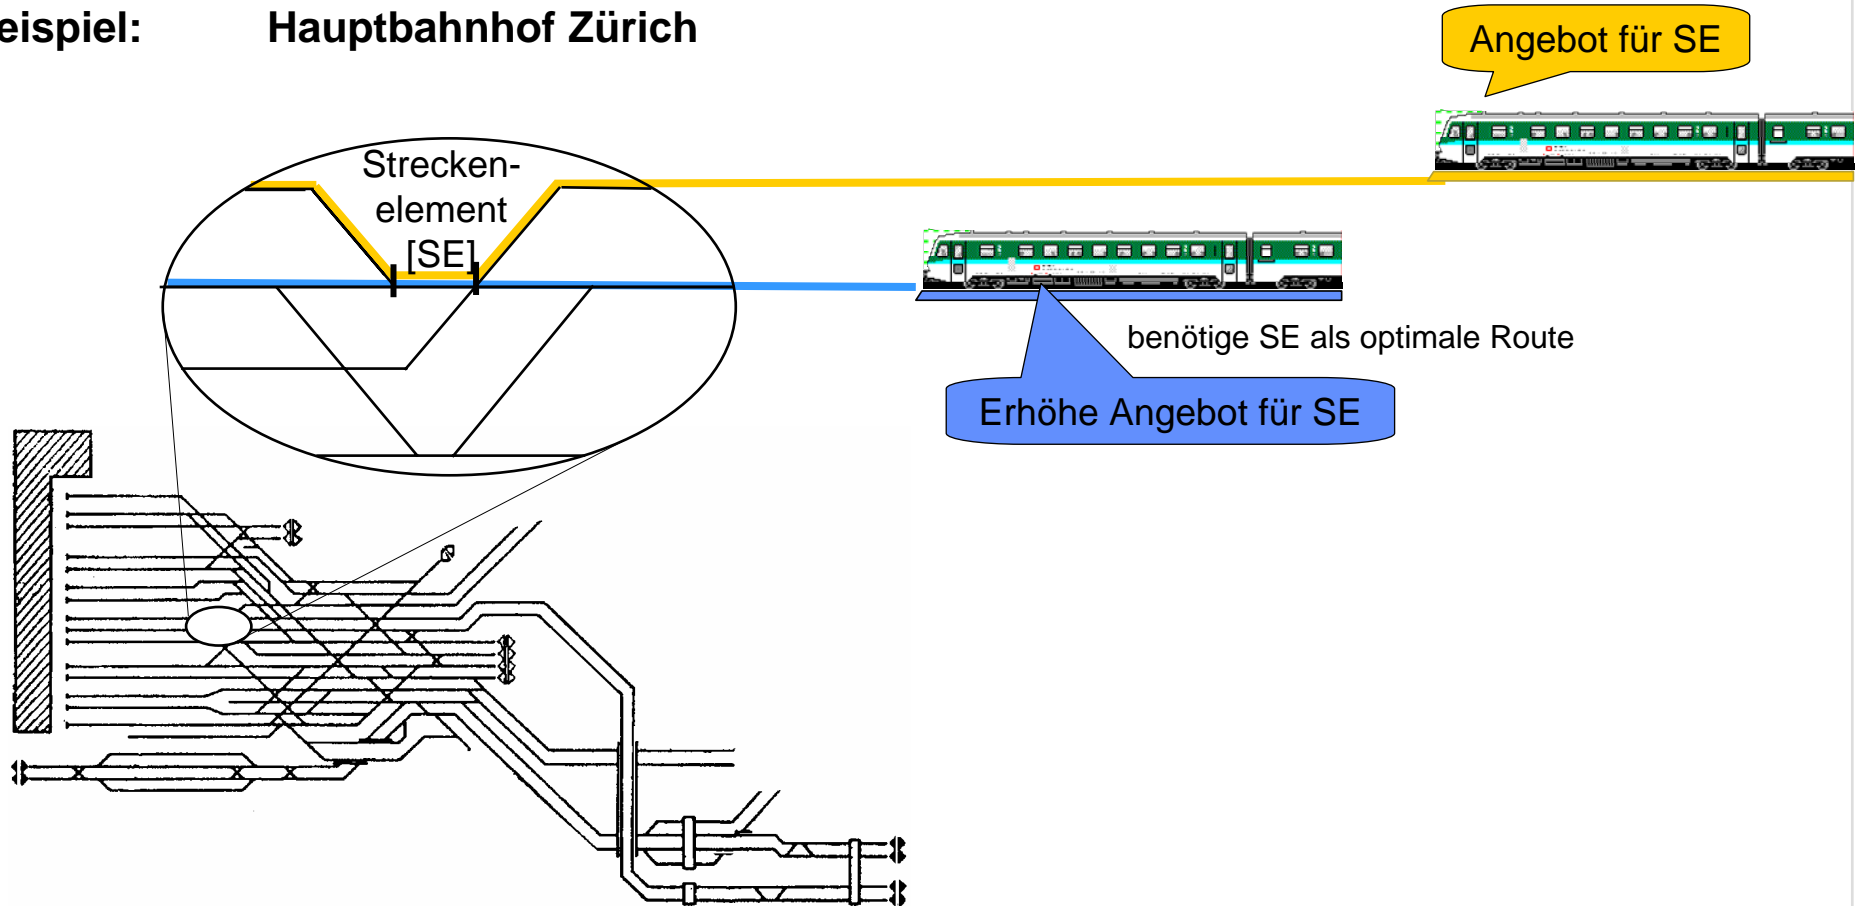 eispiel: Hauptbahnhof Zürich
Angebot für SE
Strecken-
element
[SE]
benötige SE als optimale Route
Erhöhe Angebot für SE